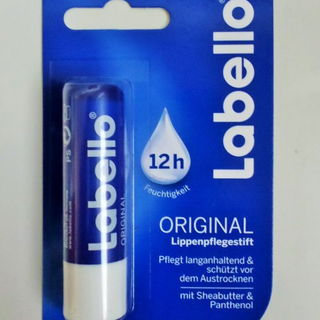 Labello®
ORIGINAL
Labello®
12h
Feuchtigkeit
ORIGINAL
Lippenpflegestift
Pflegt langanhaltend &
schützt vor
dem Austrocknen
mit Sheabutter &
Panthenol